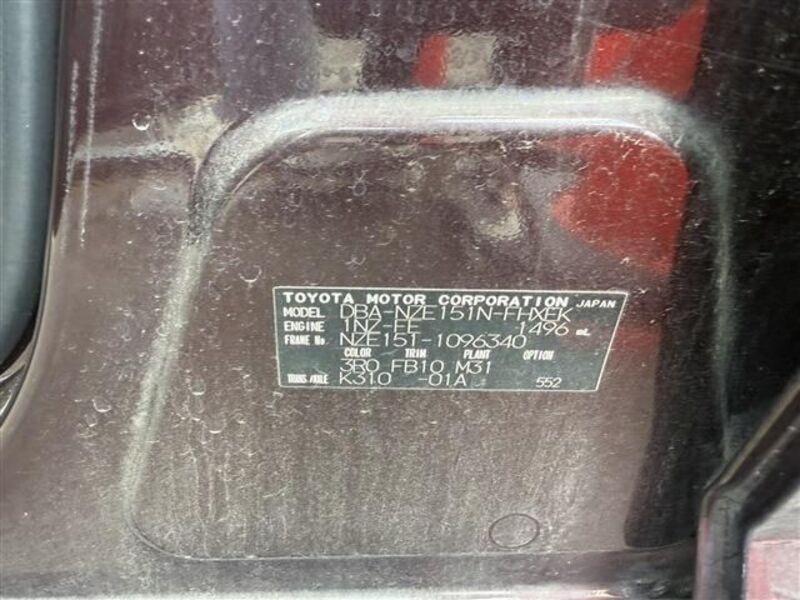 TOYOTA MOTOR CORPORATION JAPAN
MODEL DBA-NZE151N-FHXEK
ENGINE 1NZ-FE 1496 mL
FRAME No. NZE151-1096340
COLOR TRIM PLANT OPTION
3R0 FB10 M31
TRANS/AXLE K310 -01A 552